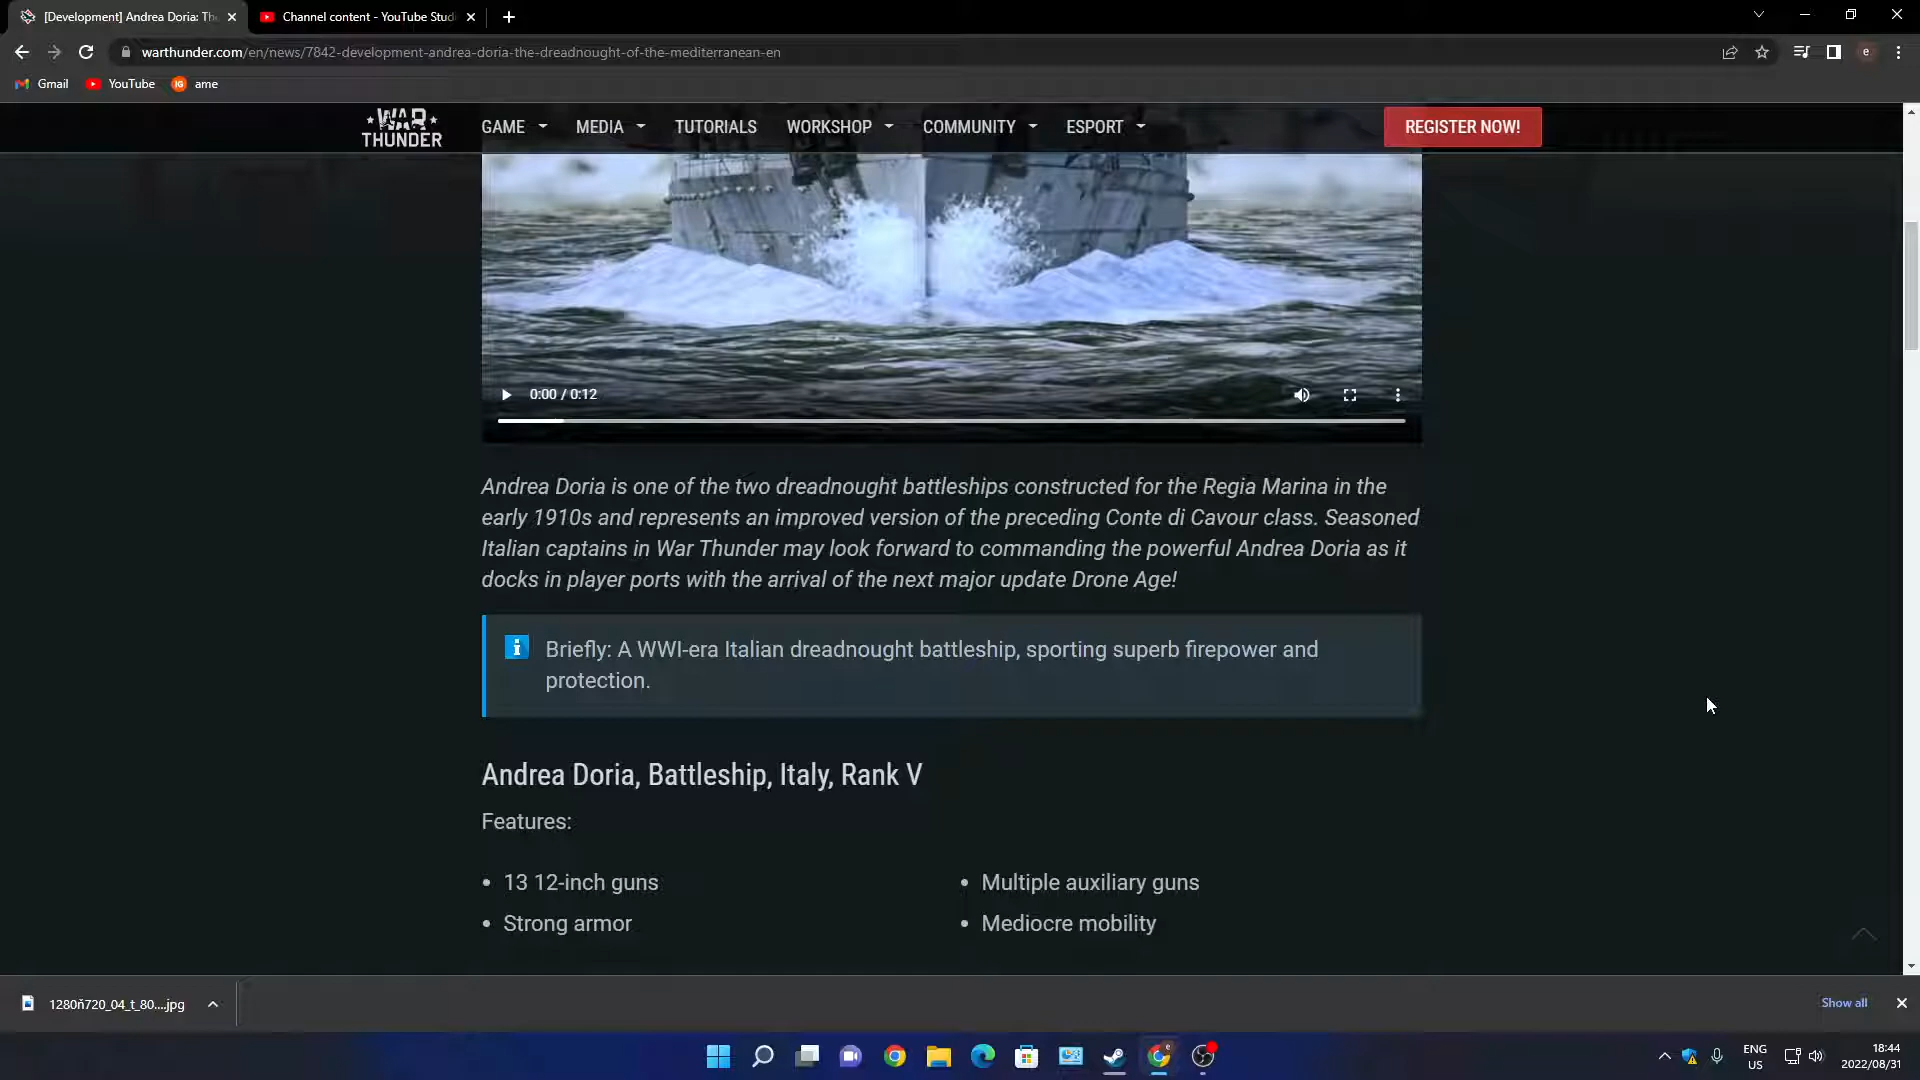 [Development] Andrea Doria: Th
Channel content - YouTube Stud
warthunder.com/en/news/7842-development-andrea-doria-the-dreadnought-of-the-mediterranean-en
e
Gmail
YouTube
IG
ame
WAR
THUNDER
GAME
MEDIA
TUTORIALS
WORKSHOP
COMMUNITY
ESPORT
REGISTER NOW!
0:00 / 0:12
Andrea Doria is one of the two dreadnought battleships constructed for the Regia Marina in the
early 1910s and represents an improved version of the preceding Conte di Cavour class. Seasoned
Italian captains in War Thunder may look forward to commanding the powerful Andrea Doria as it
docks in player ports with the arrival of the next major update Drone Age!
i
Briefly: A WWI-era Italian dreadnought battleship, sporting superb firepower and
protection.
Andrea Doria, Battleship, Italy, Rank V
Features:
• 13 12-inch guns
• Multiple auxiliary guns
• Strong armor
• Mediocre mobility
1280ñ720_04_t_80....jpg
Show all
e
ENG
US
18:44
2022/08/31